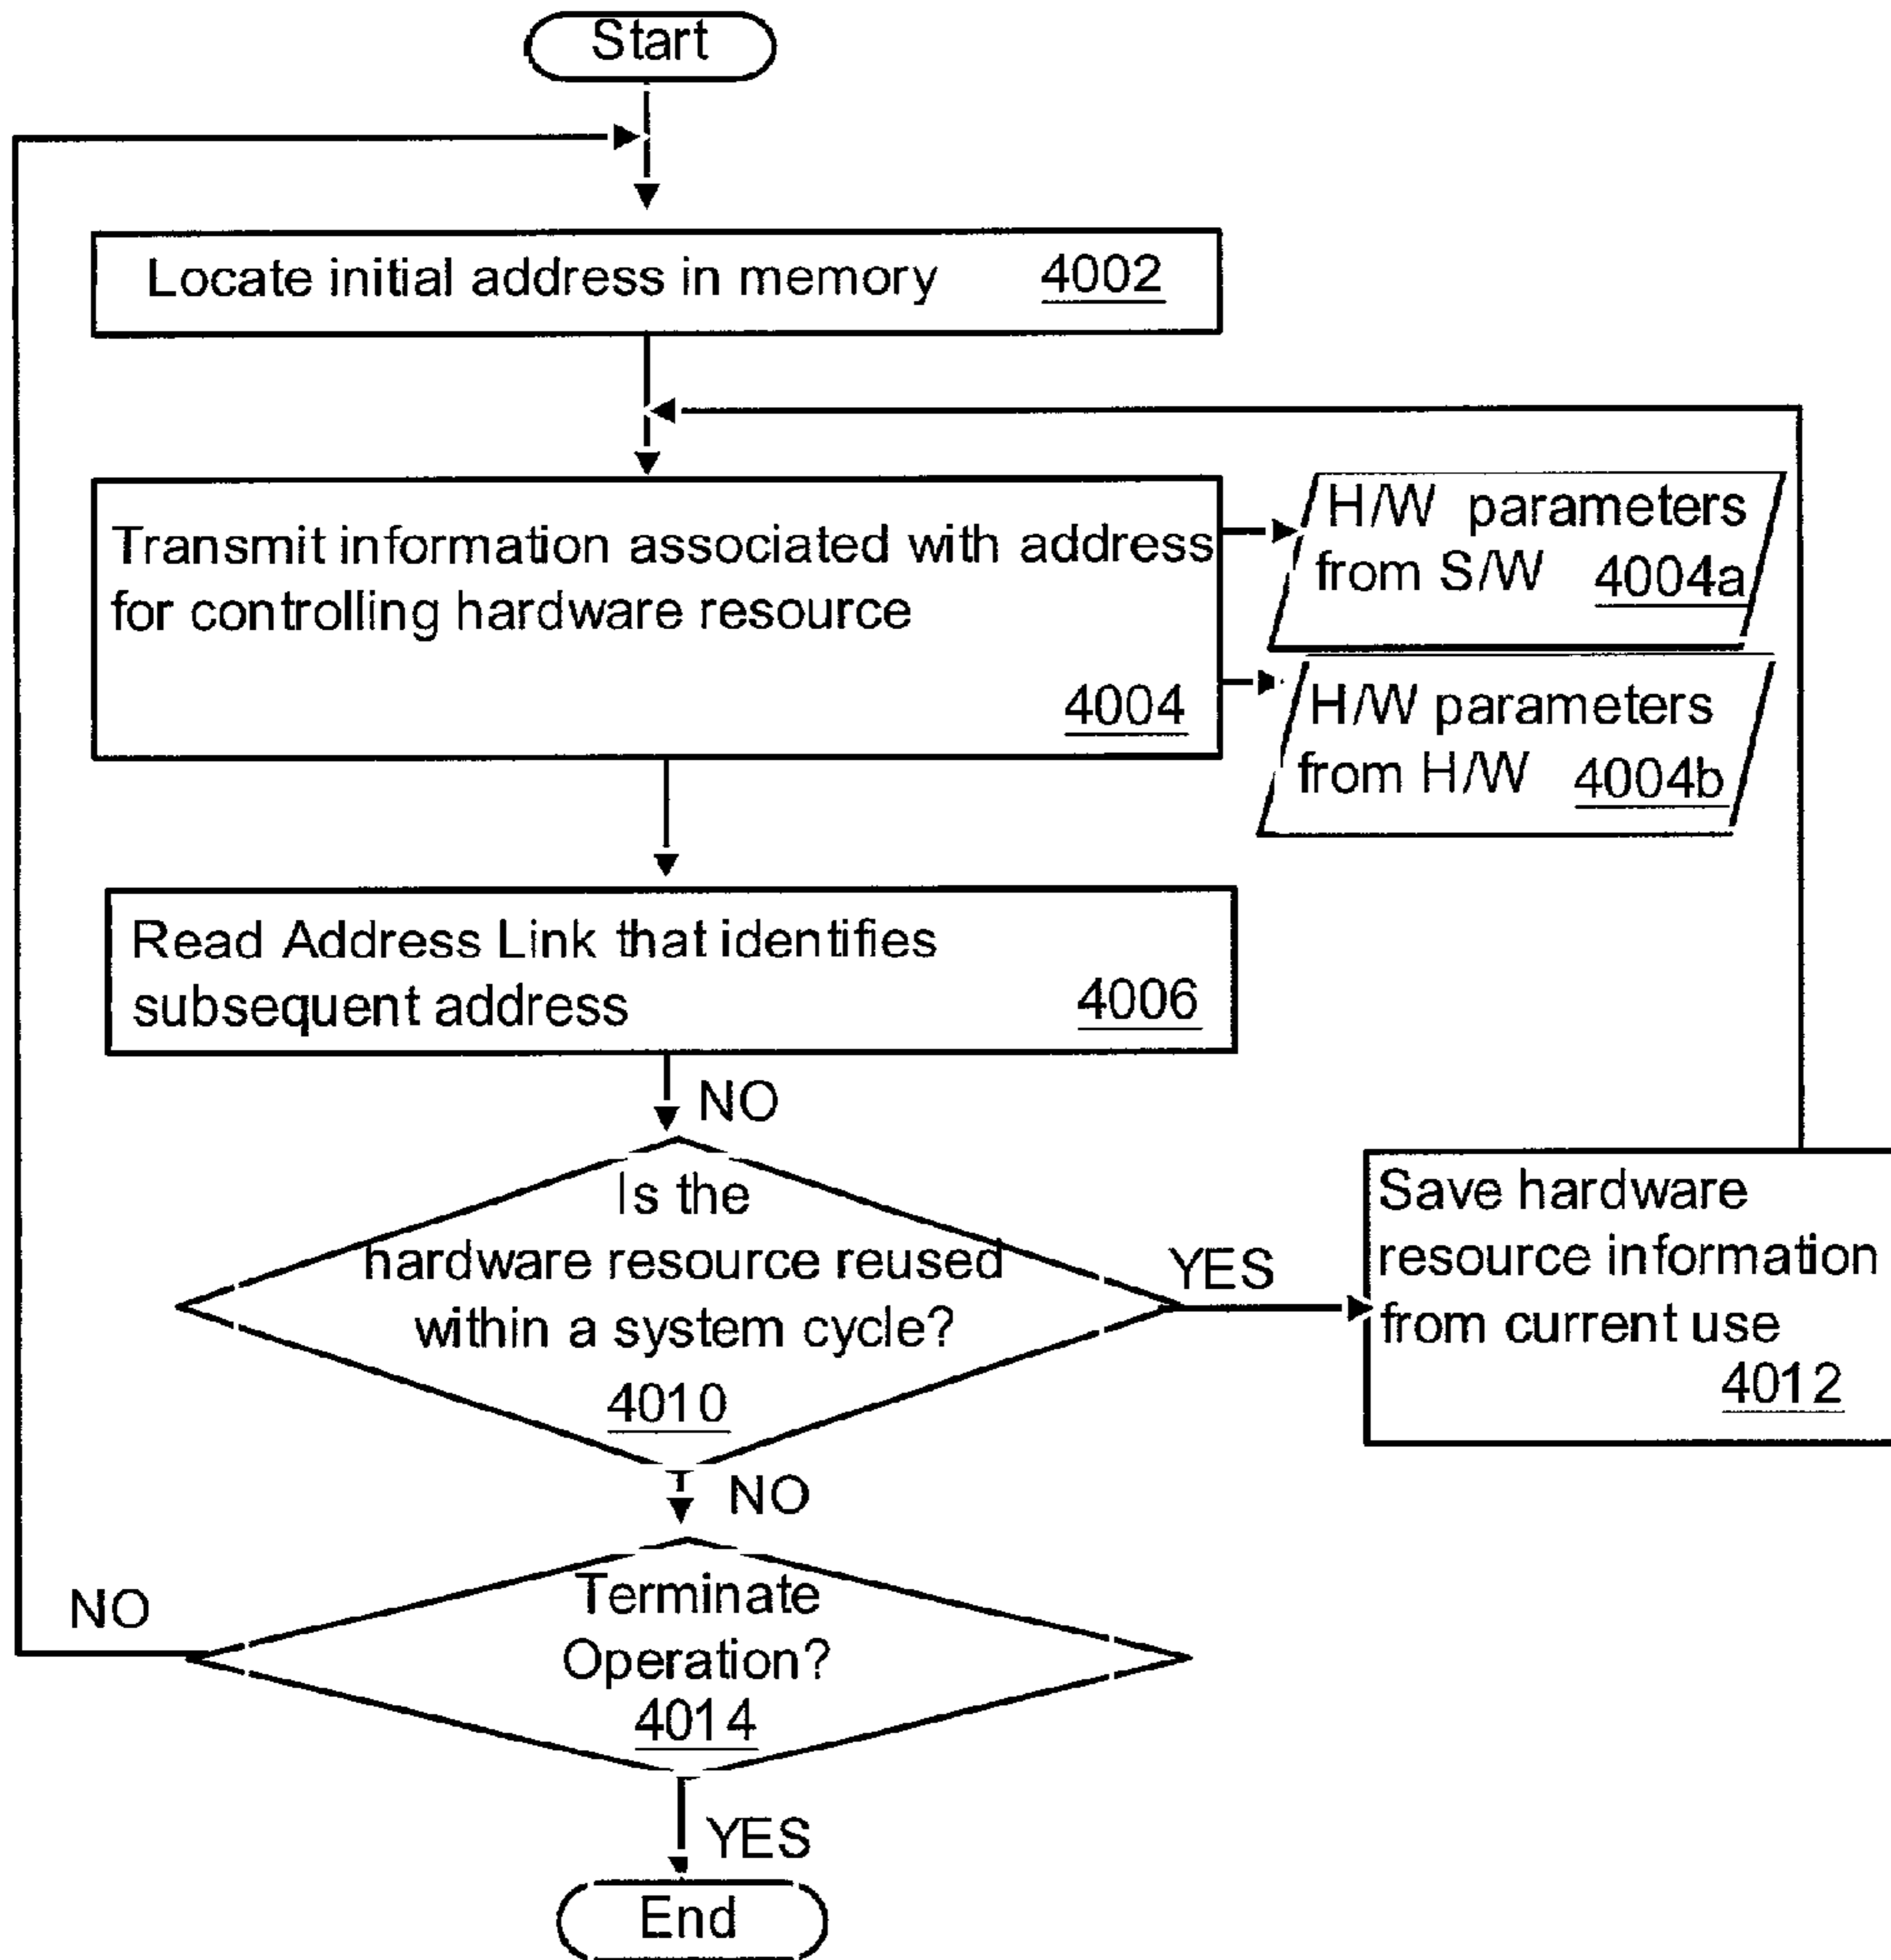 Start
Locate initial address in memory 4002
Transmit information associated with address
for controlling hardware resource
4004
H/W parameters
from S/W 4004a
H/W parameters
from H/W 4004b
Read Address Link that identifies
subsequent address 4006
NO
Is the
hardware resource reused
within a system cycle?
4010
YES
Save hardware
resource information
from current use
4012
NO
Terminate
Operation?
4014
NO
YES
End